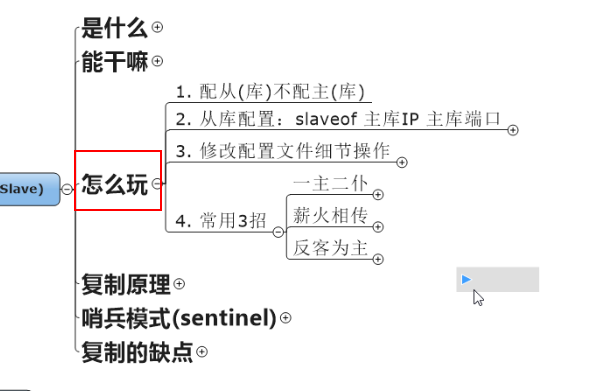 是什么
能干嘛
Slave)
怎么玩
1. 配从(库)不配主(库)
2. 从库配置：slaveof 主库IP 主库端口
3. 修改配置文件细节操作
4. 常用3招
一主二仆
薪火相传
反客为主
复制原理
哨兵模式(sentinel)
复制的缺点